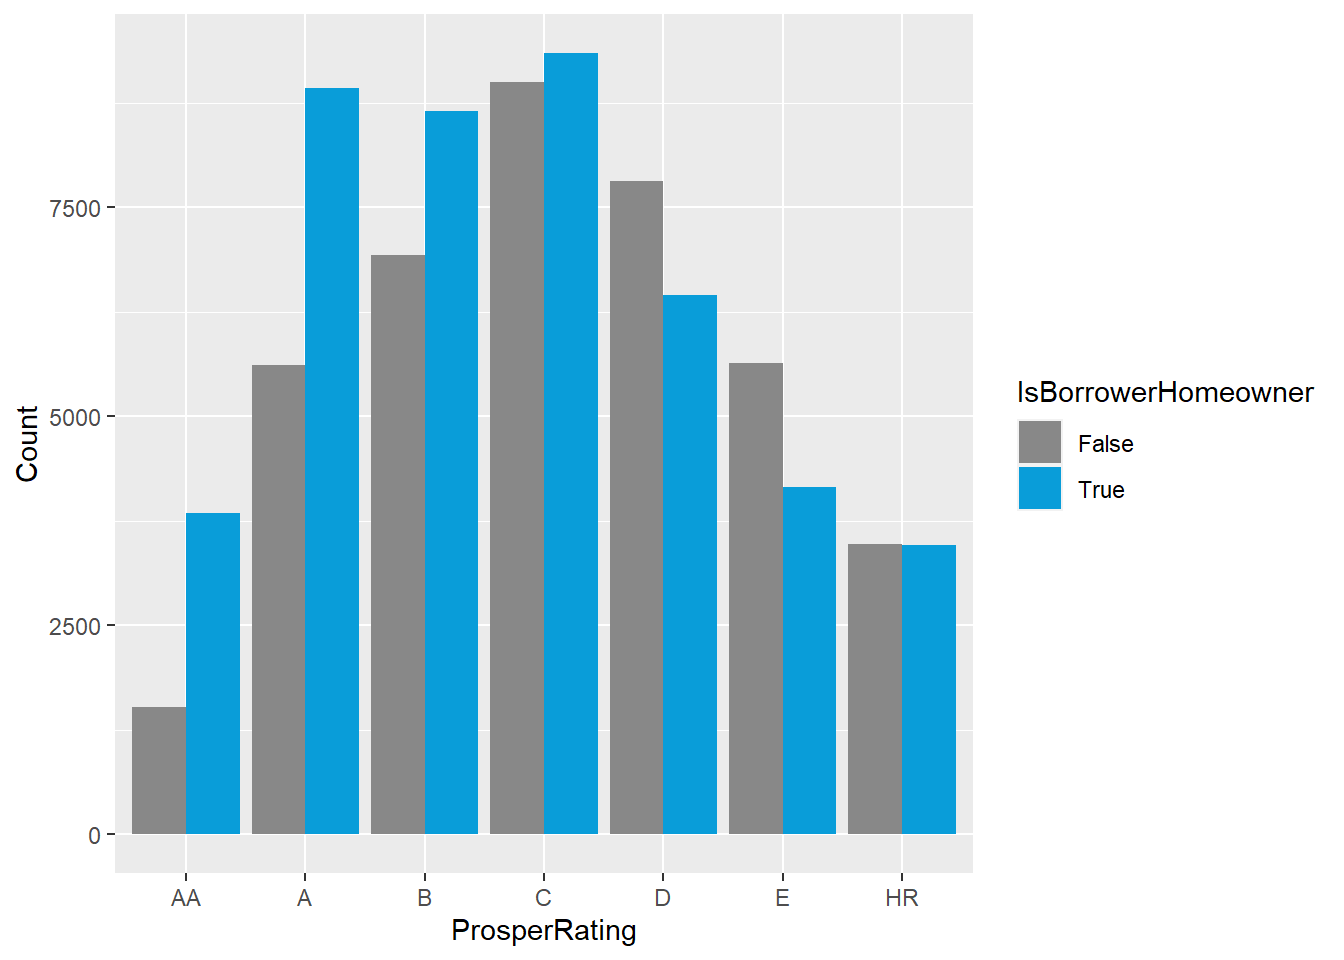 7500
5000
2500
0
Count
AA A B C D E HR
ProsperRating
IsBorrowerHomeowner
False
True